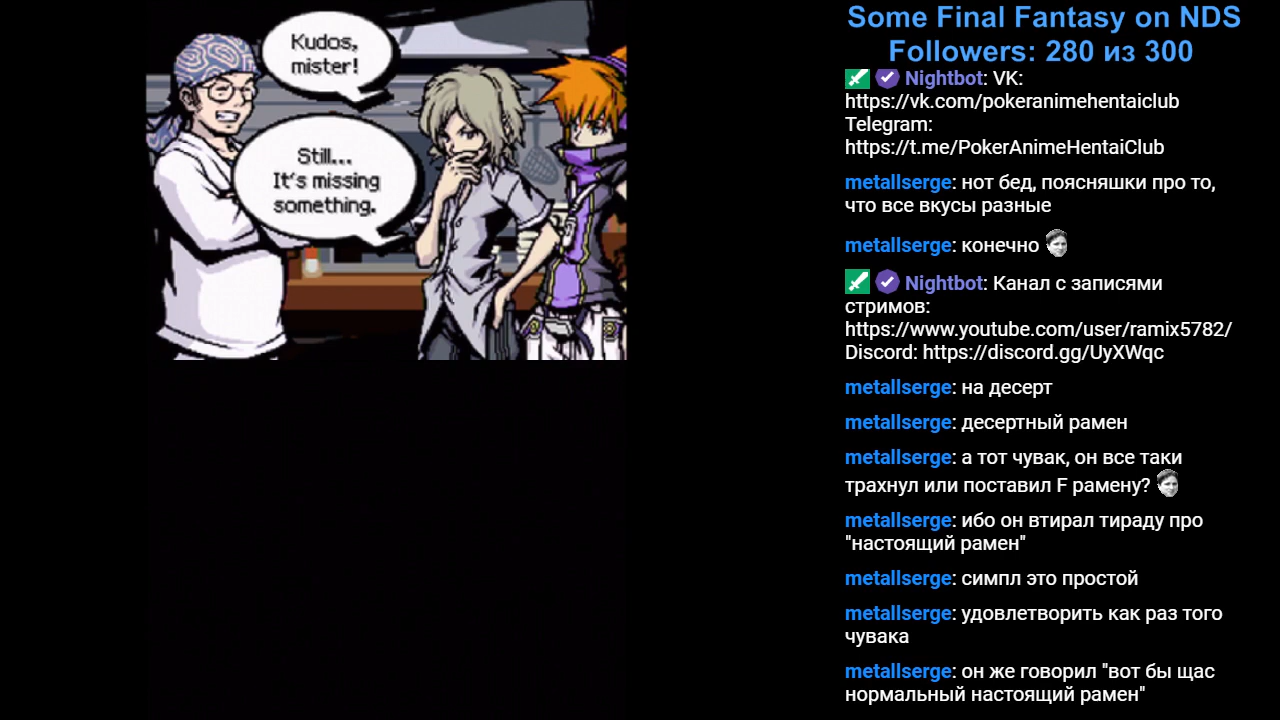 Kudos,
mister!
Still...
It's missing
something.
Some Final Fantasy on NDS
Followers: 280 из 300
Nightbot: VK:
https://vk.com/pokeranimehentaiclub
Telegram:
https://t.me/PokerAnimeHentaiClub
metallserge: нот бед, поясняшки про то,
что все вкусы разные
metallserge: конечно
Nightbot: Канал с записями
стримов:
https://www.youtube.com/user/ramix5782/
Discord: https://discord.gg/UyXWqc
metallserge: на десерт
metallserge: десертный рамен
metallserge: а тот чувак, он все таки
трахнул или поставил F рамену?
metallserge: ибо он втирал тираду про
"настоящий рамен"
metallserge: симпл это простой
metallserge: удовлетворить как раз того
чувака
metallserge: он же говорил "вот бы щас
нормальный настоящий рамен"